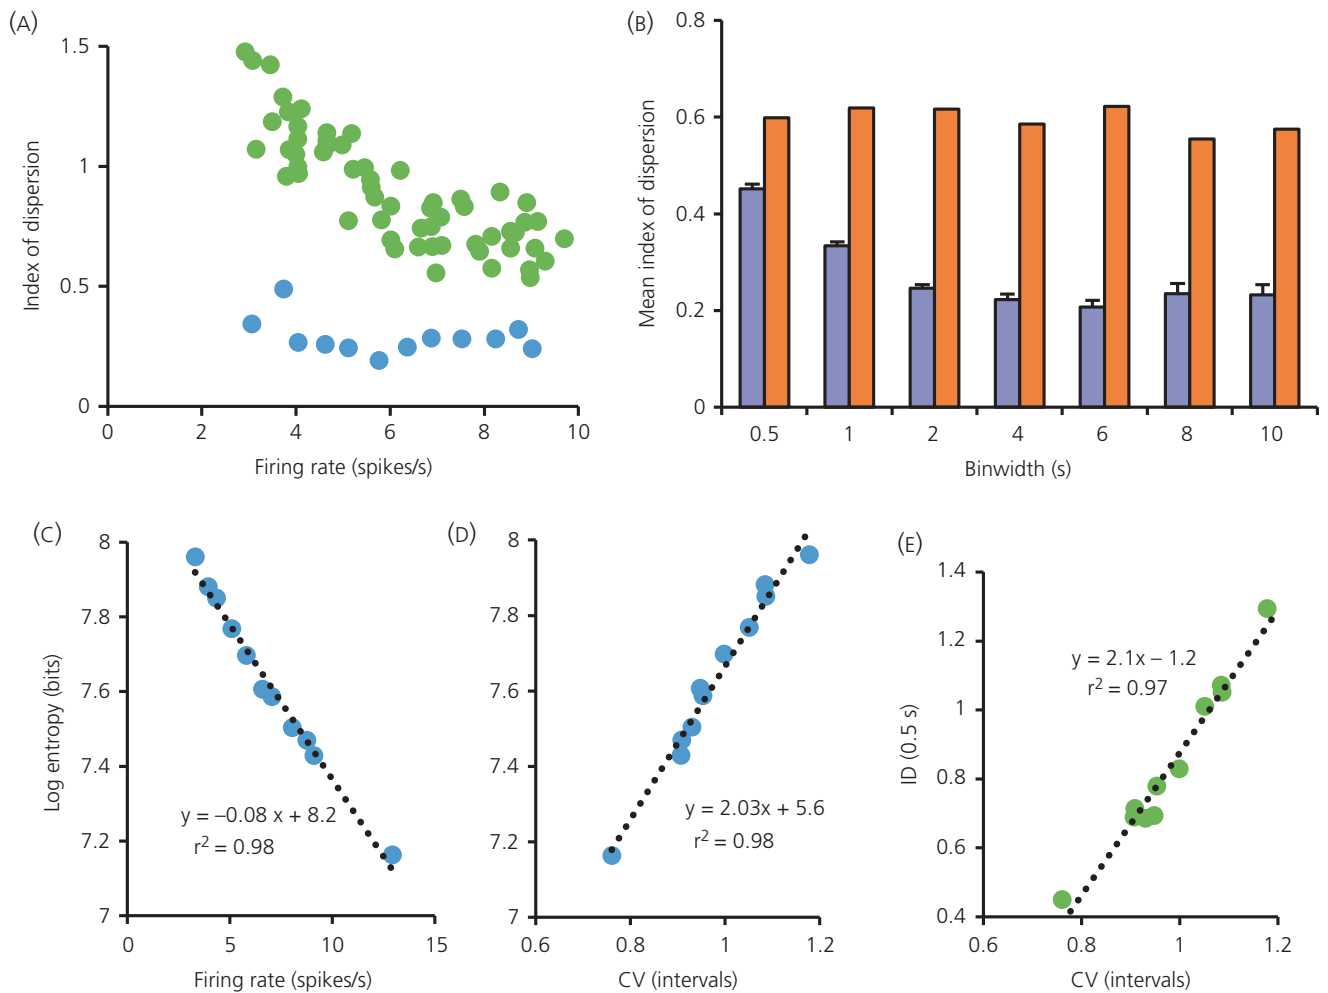 (A)
1.5
1
0.5
0
0 2 4 6 8 10
Index of dispersion
Firing rate (spikes/s)
(B)
0.8
0.6
0.4
0.2
0
0.5 1 2 4 6 8 10
Mean index of dispersion
Binwidth (s)
(C)
8
7.8
7.6
7.4
7.2
7
0 5 10 15
Log entropy (bits)
y = –0.08 x + 8.2
r² = 0.98
Firing rate (spikes/s)
(D)
8
7.8
7.6
7.4
7.2
7
0.6 0.8 1 1.2
y = 2.03x + 5.6
r² = 0.98
CV (intervals)
(E)
1.4
1.2
1
0.8
0.6
0.4
0.6 0.8 1 1.2
ID (0.5 s)
y = 2.1x – 1.2
r² = 0.97
CV (intervals)